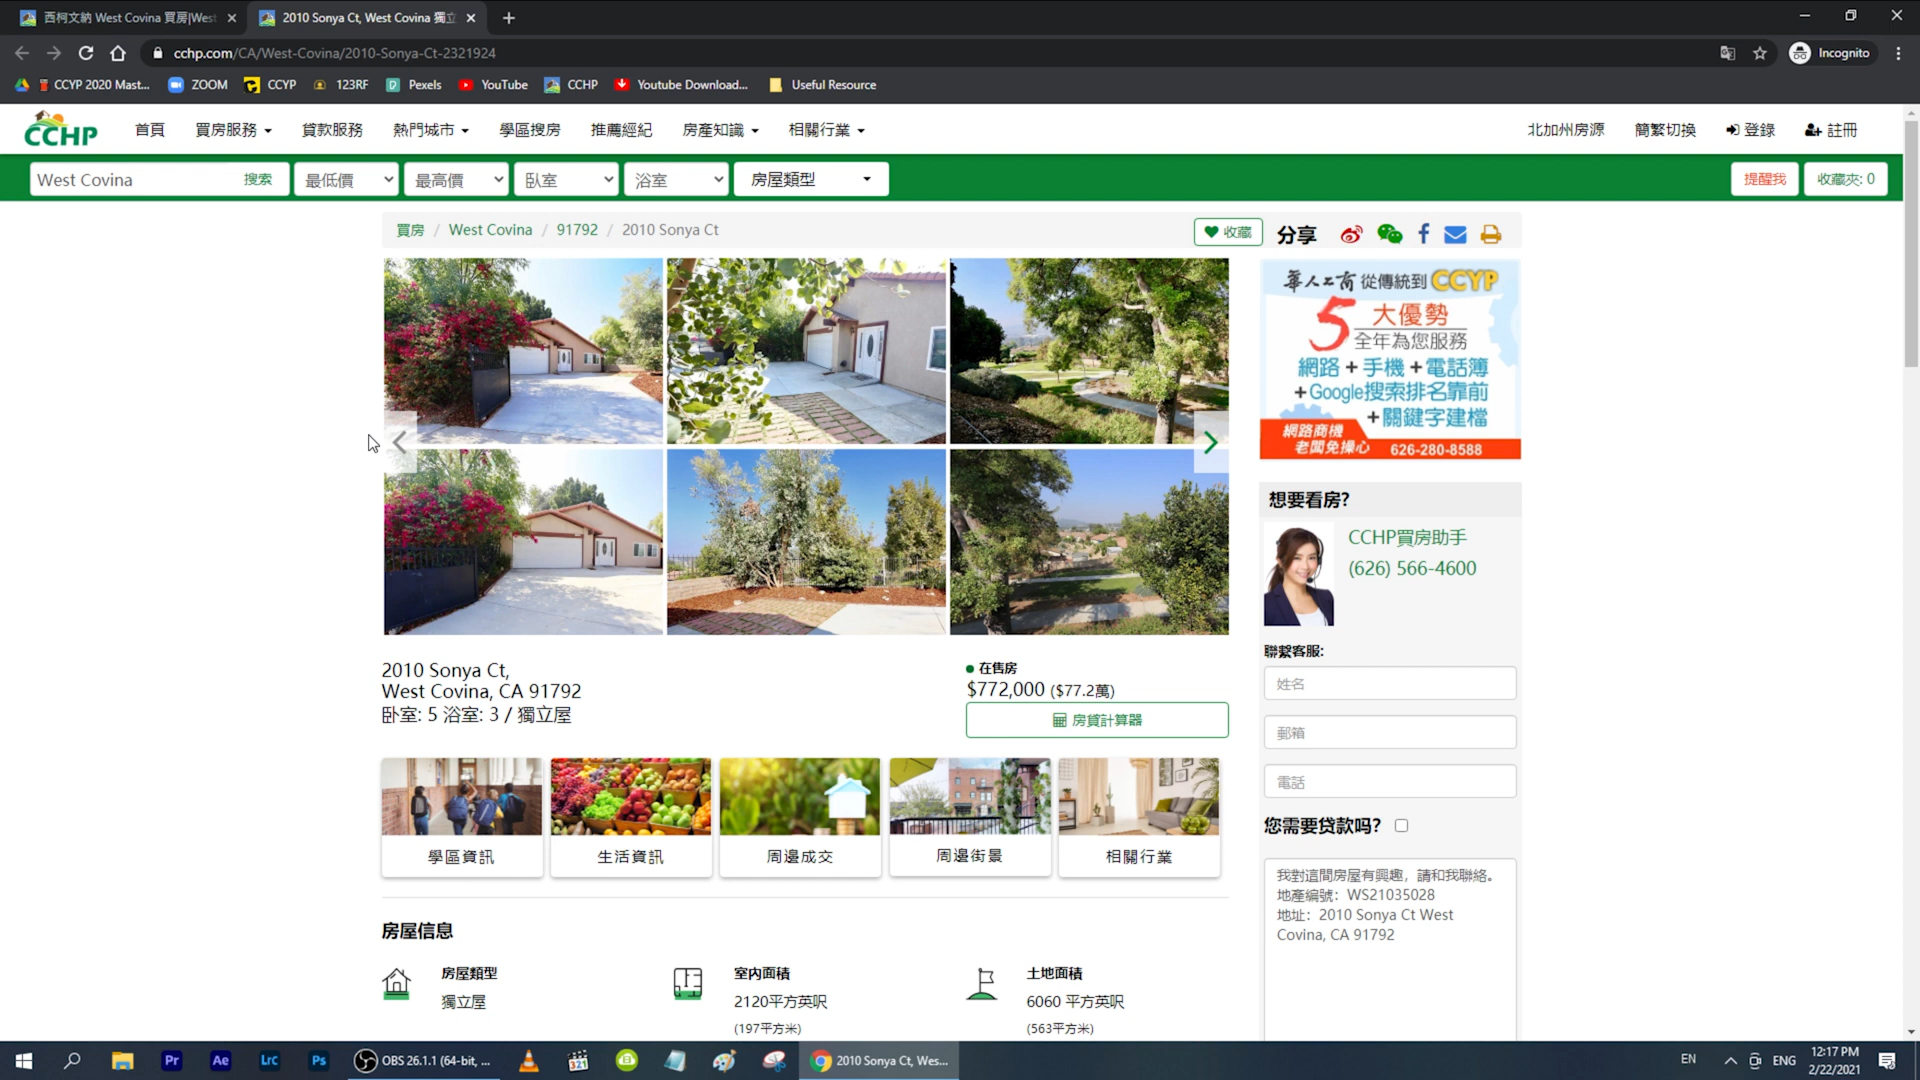 西柯文納 West Covina 買房|West
2010 Sonya Ct, West Covina 獨立
cchp.com/CA/West-Covina/2010-Sonya-Ct-2321924
Incognito
CCYP 2020 Mast...
ZOOM
CCYP
123RF
Pexels
YouTube
CCHP
Youtube Download...
Useful Resource
CCHP
首頁
買房服務
貸款服務
熱門城市
學區搜房
推薦經紀
房產知識
相關行業
北加州房源
簡繁切換
登錄
註冊
West Covina
搜索
最低價
最高價
臥室
浴室
房屋類型
提醒我
收藏夾: 0
買房 / West Covina / 91792 / 2010 Sonya Ct
收藏
分享
華人工商 從傳統到CCYP
5大優勢
全年為您服務
網路+手機+電話簿
+Google搜索排名靠前
+關鍵字建檔
網路商機
老闆免操心
626-280-8588
想要看房?
CCHP買房助手
(626) 566-4600
聯繫客服:
姓名
郵箱
電話
您需要贷款吗?
我對這間房屋有興趣，請和我聯絡。
地產編號：WS21035028
地址：2010 Sonya Ct West
Covina, CA 91792
2010 Sonya Ct,
West Covina, CA 91792
卧室: 5 浴室: 3 / 獨立屋
在售房
$772,000 ($77.2萬)
房貸計算器
學區資訊
生活資訊
周邊成交
周邊街景
相關行業
房屋信息
房屋類型
獨立屋
室内面積
2120平方英呎
(197平方米)
土地面積
6060 平方英呎
(563平方米)
Pr
Ae
Lrc
Ps
OBS 26.1.1 (64-bit, ...
321
2010 Sonya Ct, Wes...
EN
ENG
12:17 PM
2/22/2021